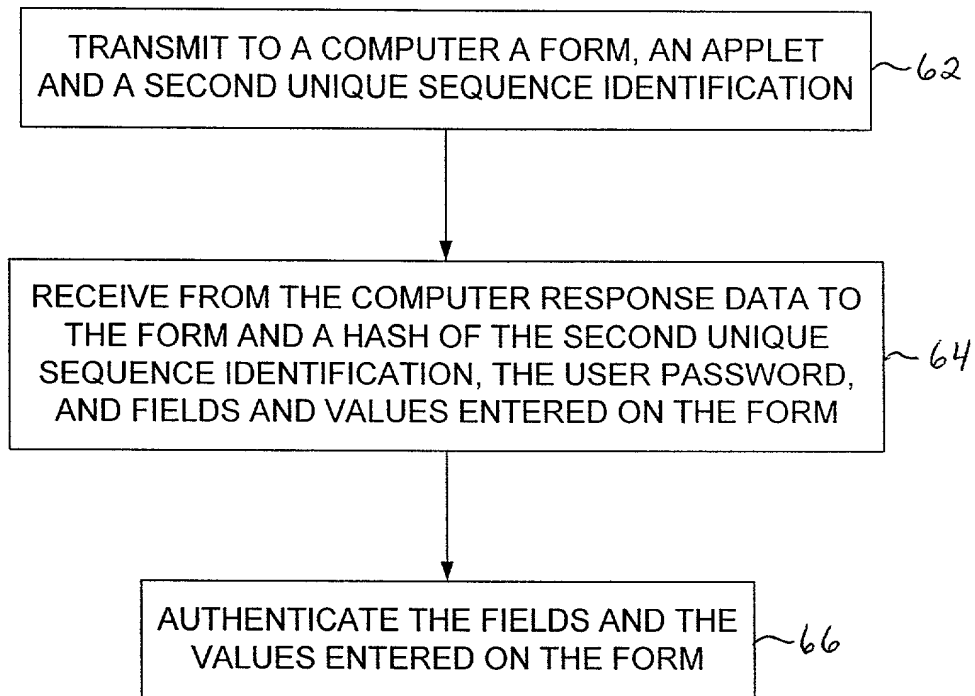 TRANSMIT TO A COMPUTER A FORM, AN APPLET
AND A SECOND UNIQUE SEQUENCE IDENTIFICATION
62
RECEIVE FROM THE COMPUTER RESPONSE DATA TO
THE FORM AND A HASH OF THE SECOND UNIQUE
SEQUENCE IDENTIFICATION, THE USER PASSWORD,
AND FIELDS AND VALUES ENTERED ON THE FORM
64
AUTHENTICATE THE FIELDS AND THE
VALUES ENTERED ON THE FORM
66